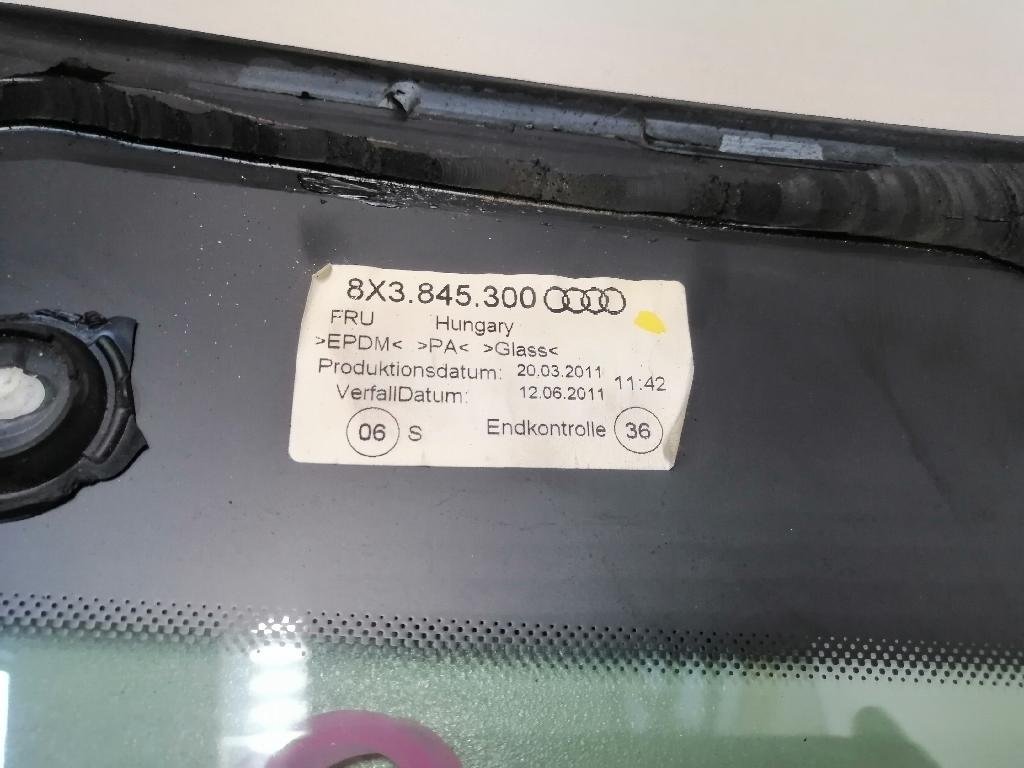 8X3.845.300
FRU Hungary
>EPDM< >PA< >Glass<
Produktionsdatum: 20.03.2011 11:42
VerfallDatum: 12.06.2011
06 S Endkontrolle 36